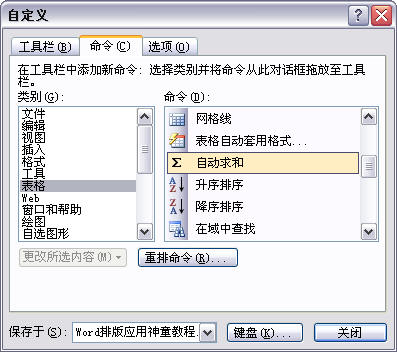 自定义
工具栏(B) 命令(C) 选项(O)
在工具栏中添加新命令: 选择类别并将命令从此对话框拖放至工具
栏。
类别(G): 命令(D):
文件
编辑
视图
插入
格式
工具
表格
Web
窗口和帮助
绘图
自选图形
网格线
表格自动套用格式...
Σ 自动求和
升序排序
降序排序
在域中查找
更改所选内容(M) 重排命令(R)...
保存于(S): Word排版应用神童教程. 键盘(K)... 关闭